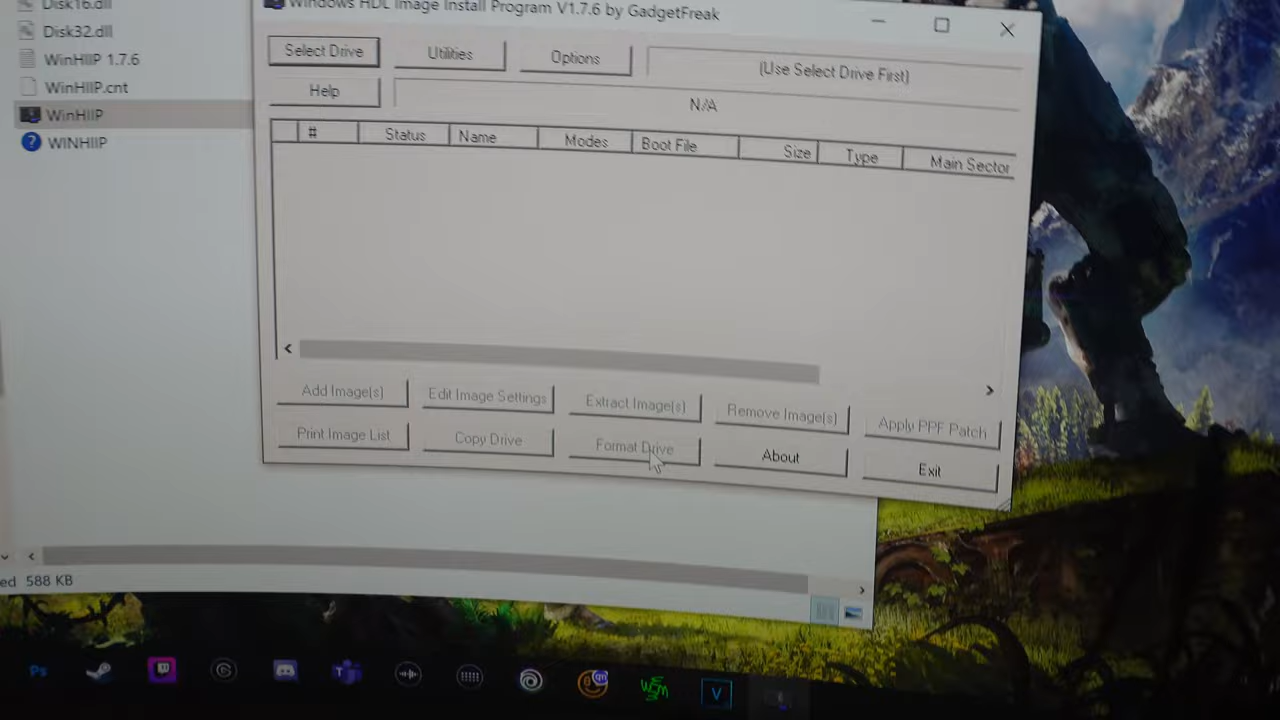 Disk16.dll
Disk32.dll
WinHIIP 1.7.6
WinHIIP.cnt
WinHIIP
WINHIIP
Windows HDL Image Install Program V1.7.6 by GadgetFreak
Select Drive Utilities Options (Use Select Drive First)
Help N/A
# Status Name Modes Boot File Size Type Main Sector
Add Image(s) Edit Image Settings Extract Image(s) Remove Image(s) Apply PPF Patch
Print Image List Copy Drive Format Drive About Exit
ed 588 KB
Ps
V